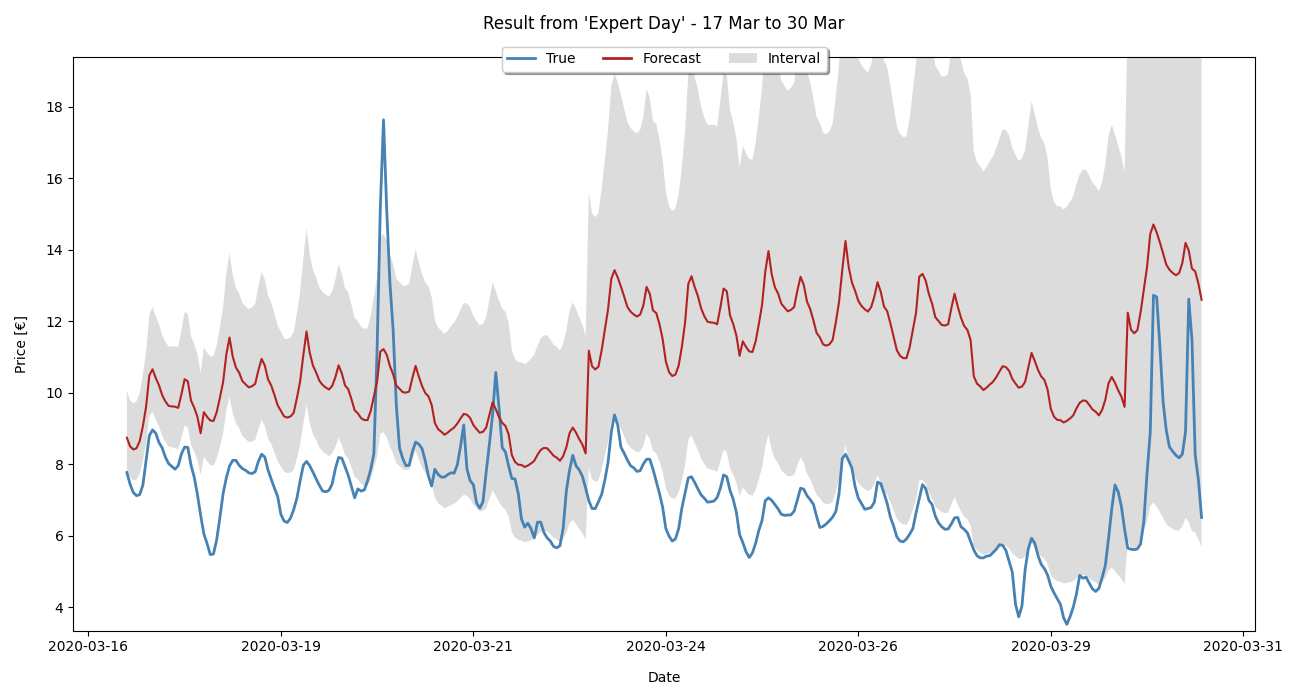 Result from 'Expert Day' - 17 Mar to 30 Mar
True Forecast Interval
18
16
14
12
10
8
6
4
Price [€]
2020-03-16 2020-03-19 2020-03-21 2020-03-24 2020-03-26 2020-03-29 2020-03-31
Date